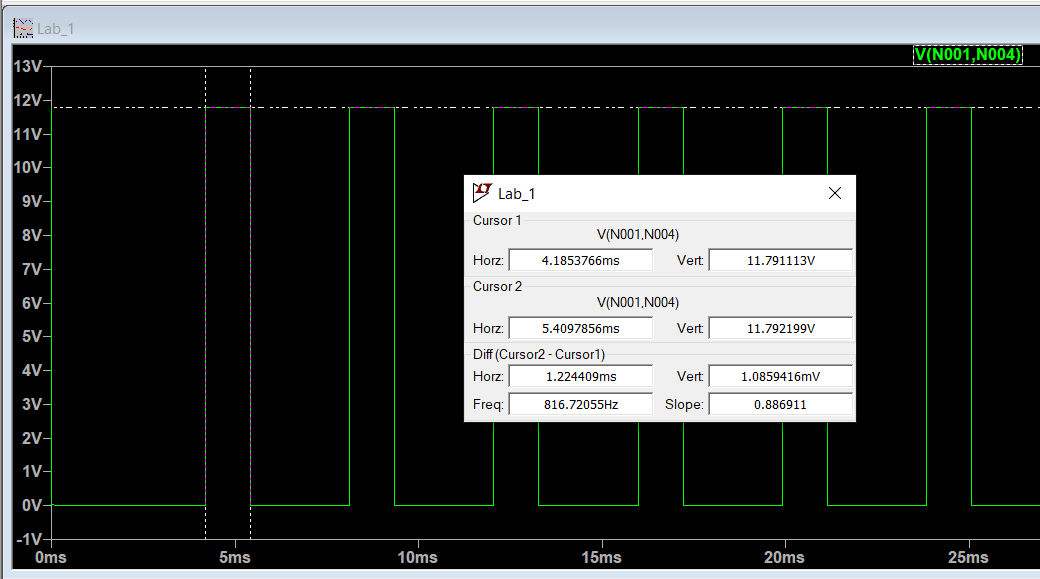 Lab_1
V(N001,N004)
13V
12V
11V
10V
9V
8V
7V
6V
5V
4V
3V
2V
1V
0V
-1V
0ms 5ms 10ms 15ms 20ms 25ms
Lab_1
Cursor 1
V(N001,N004)
Horz: 4.1853766ms Vert: 11.791113V
Cursor 2
V(N001,N004)
Horz: 5.4097856ms Vert: 11.792199V
Diff (Cursor2 - Cursor1)
Horz: 1.224409ms Vert: 1.0859416mV
Freq: 816.72055Hz Slope: 0.886911